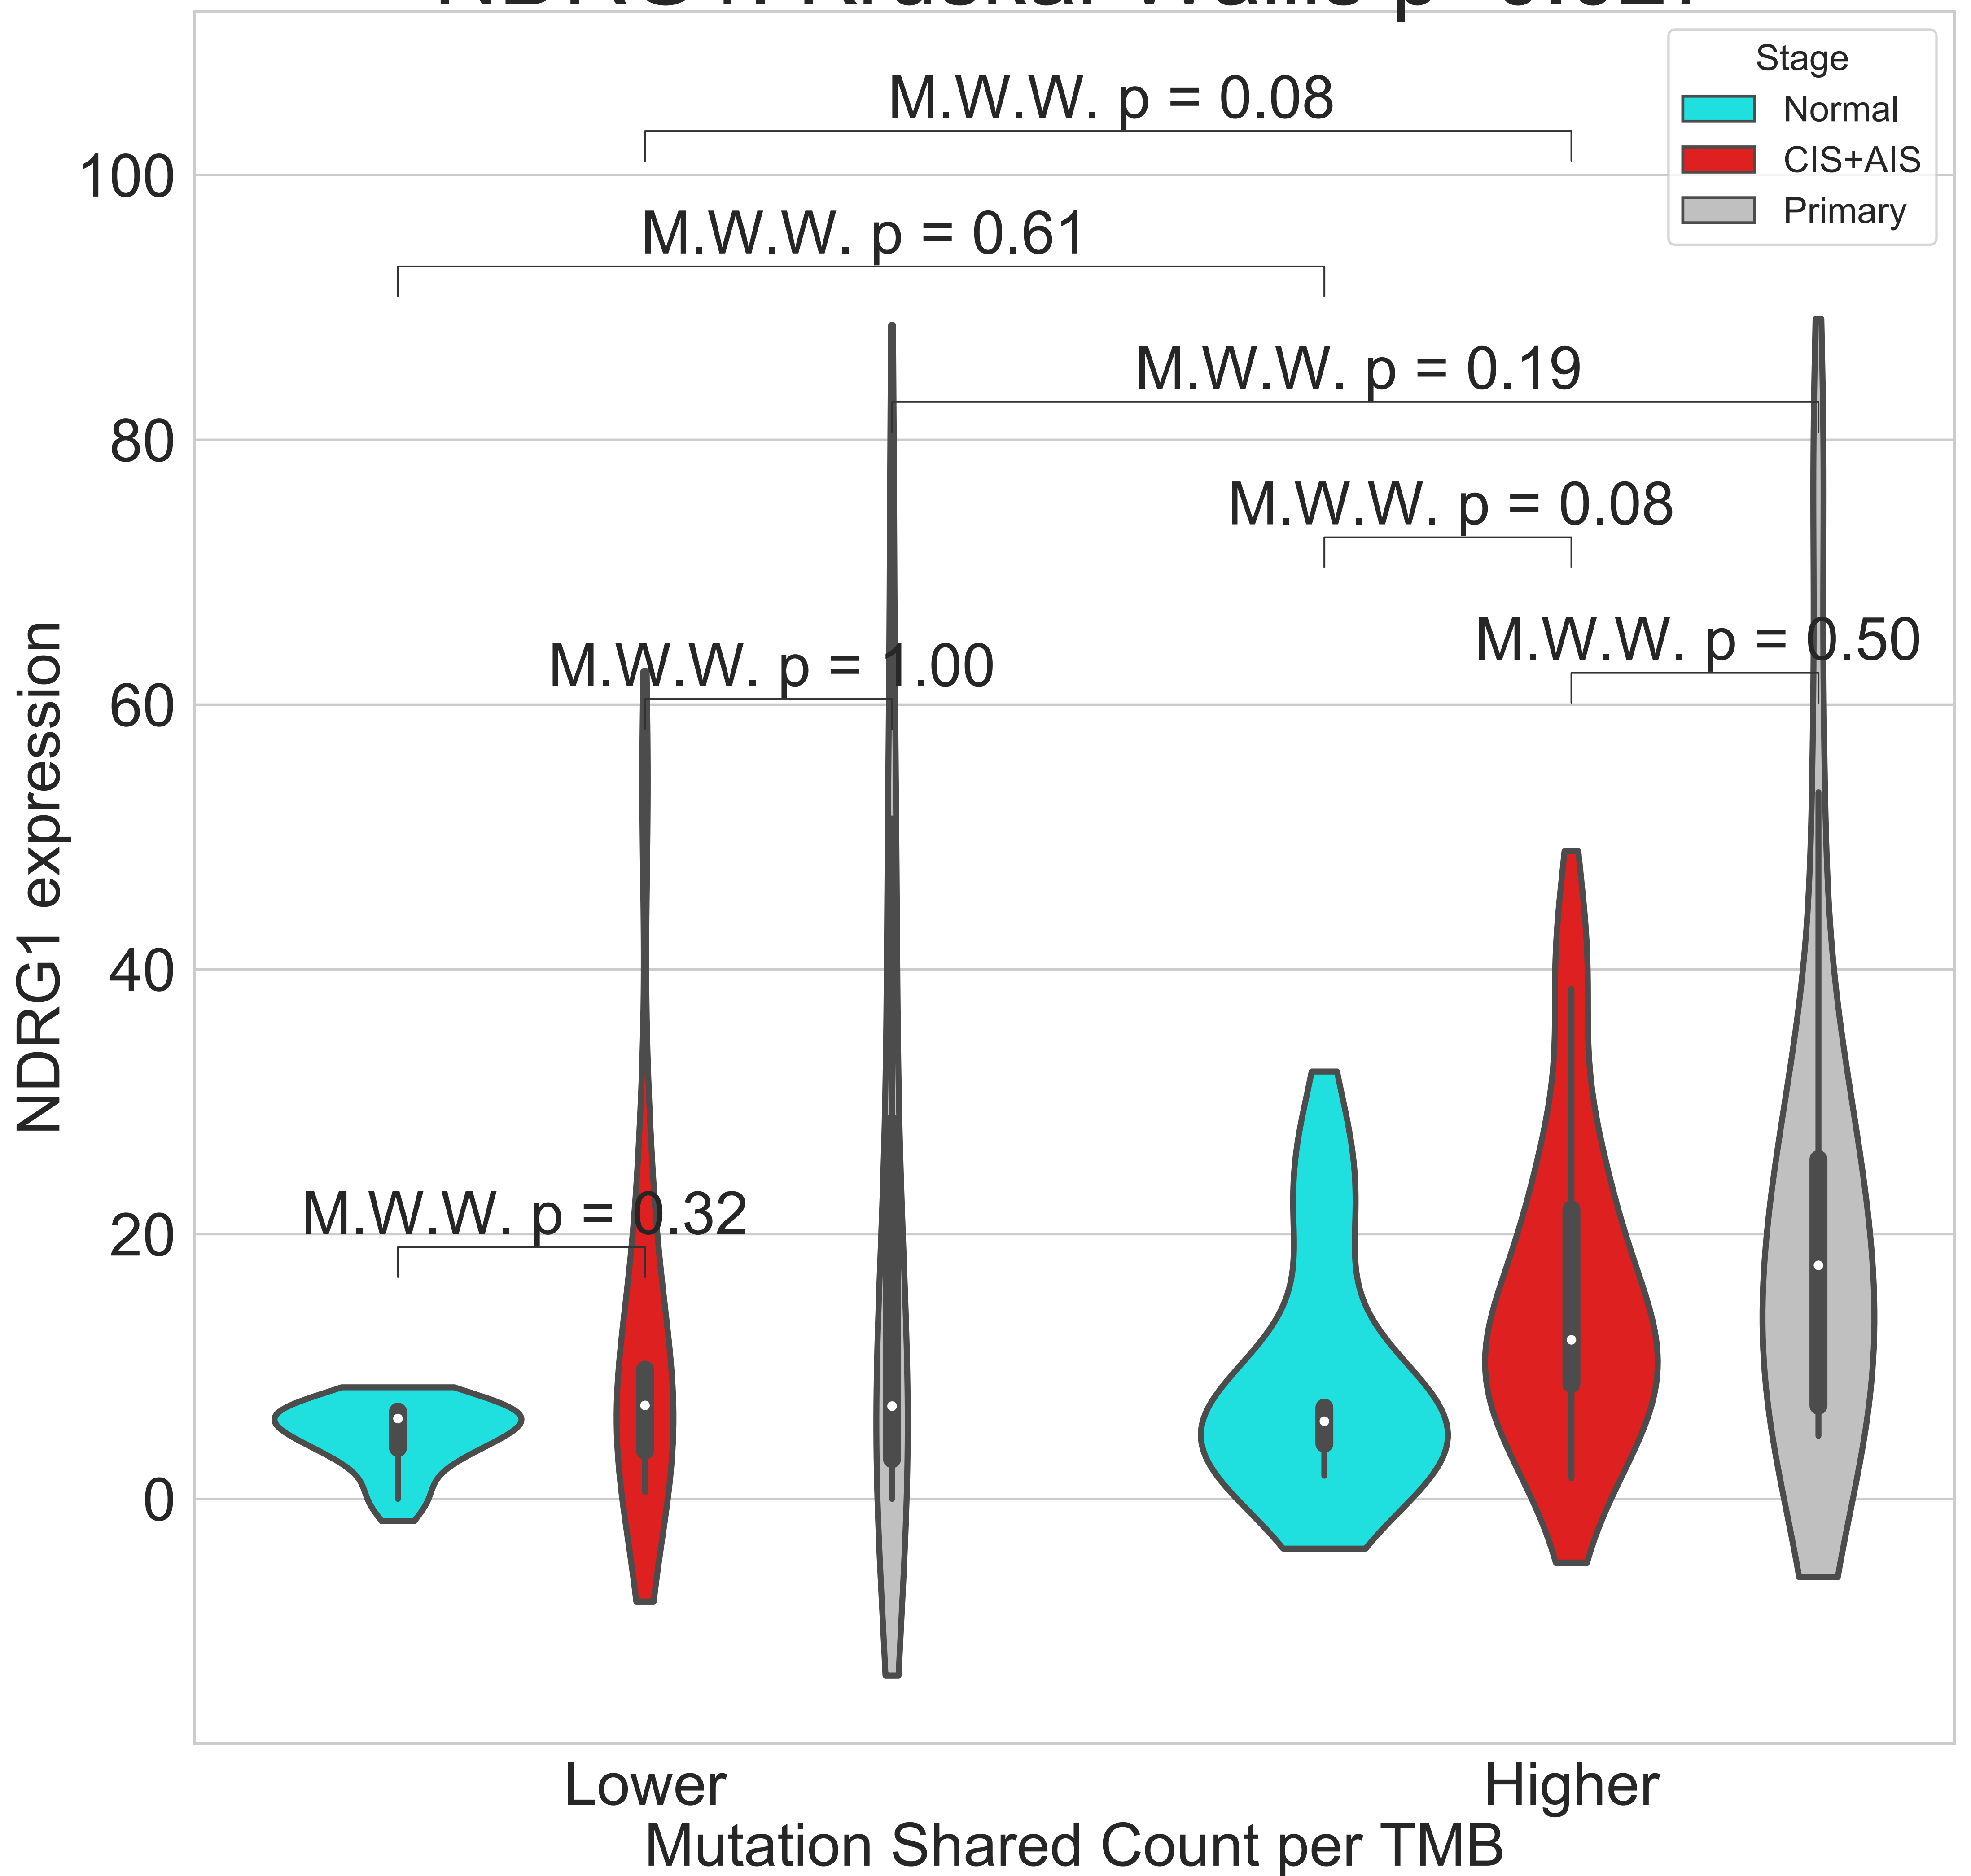 Stage
Normal
CIS+AIS
Primary
M.W.W. p = 0.08
M.W.W. p = 0.61
M.W.W. p = 0.19
M.W.W. p = 0.08
M.W.W. p = 0.50
M.W.W. p = 1.00
M.W.W. p = 0.32
100
80
60
40
20
0
NDRG1 expression
Lower
Higher
Mutation Shared Count per TMB